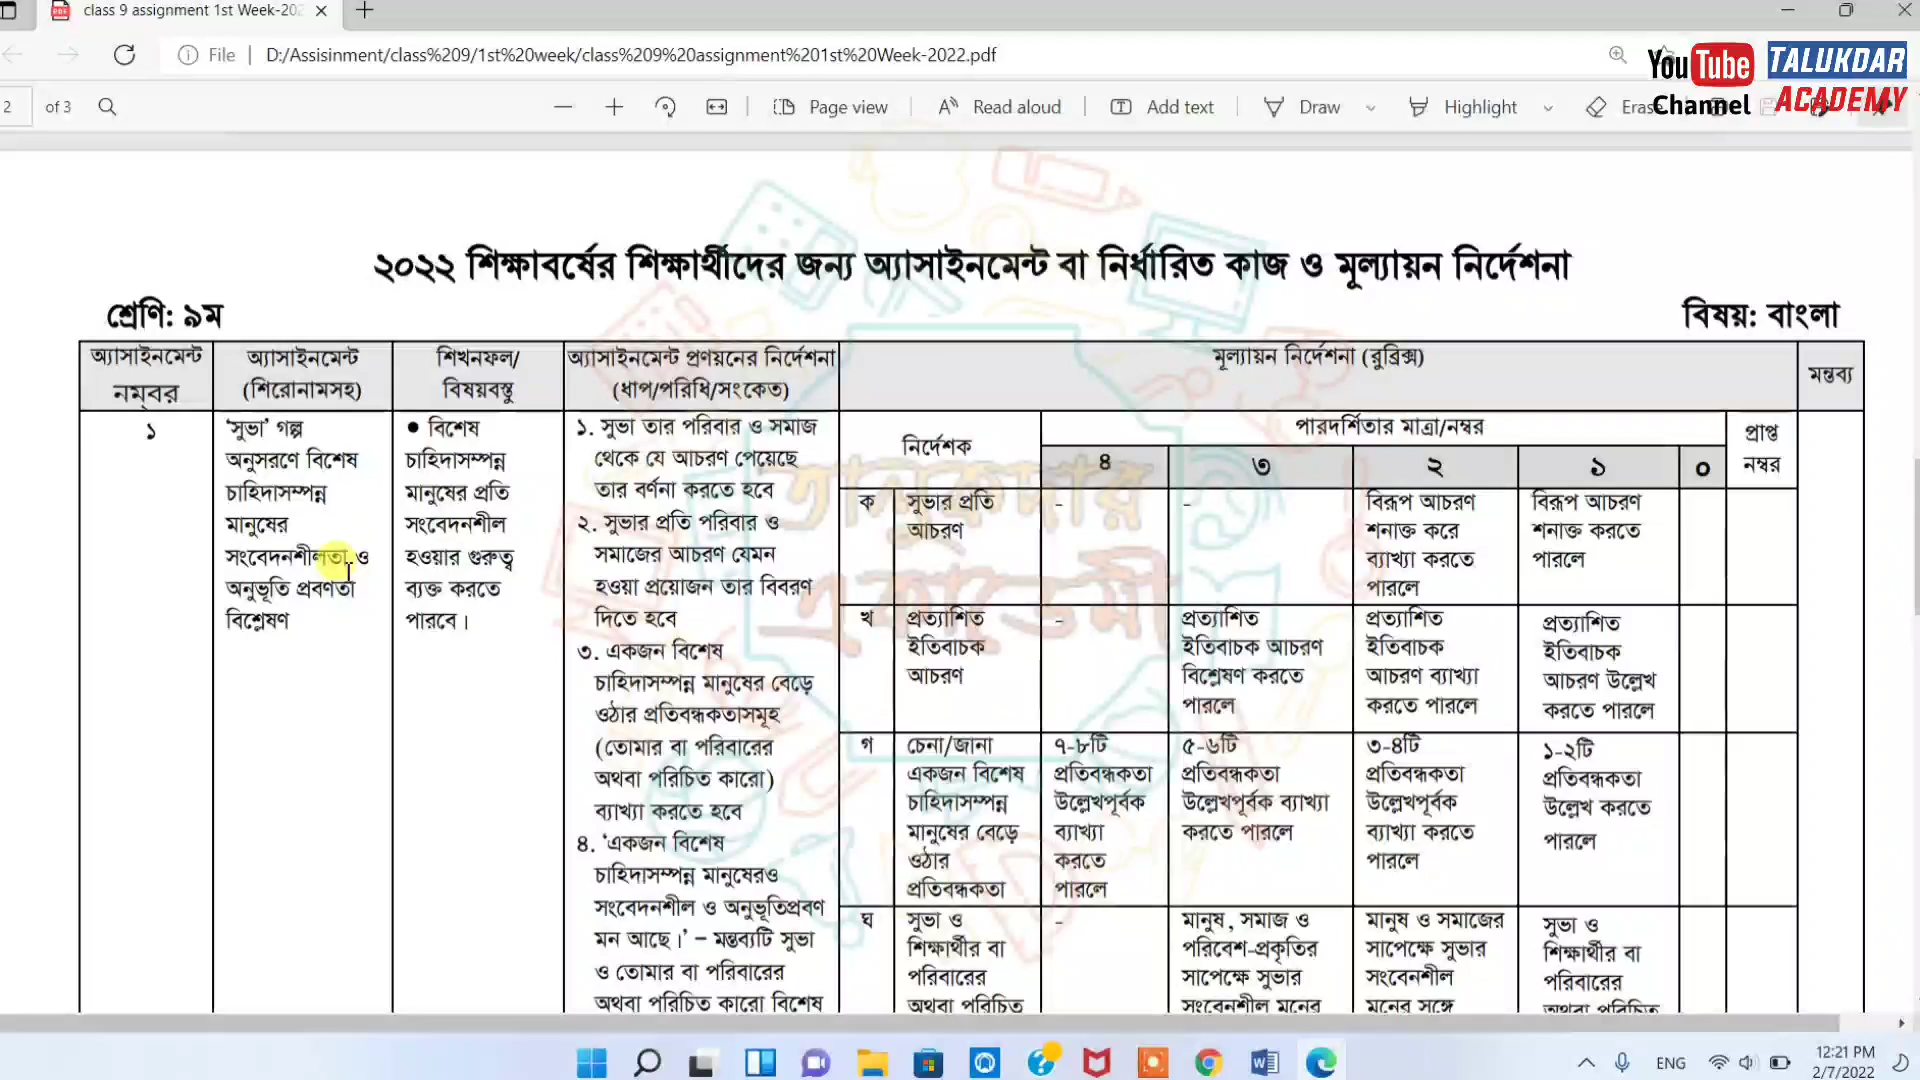 class 9 assignment 1st Week-202
File
D:/Assisinment/class%209/1st%20week/class%209%20assignment%201st%20Week-2022.pdf
YouTube Channel
TALUKDAR ACADEMY
2 of 3
Page view
Read aloud
Add text
Draw
Highlight
Erase
২০২২ শিক্ষাবর্ষের শিক্ষার্থীদের জন্য অ্যাসাইনমেন্ট বা নির্ধারিত কাজ ও মূল্যায়ন নির্দেশনা
শ্রেণি: ৯ম
বিষয়: বাংলা
অ্যাসাইনমেন্ট
নম্বর
অ্যাসাইনমেন্ট
(শিরোনামসহ)
শিখনফল/
বিষয়বস্তু
অ্যাসাইনমেন্ট প্রণয়নের নির্দেশনা
(ধাপ/পরিধি/সংকেত)
মূল্যায়ন নির্দেশনা (রুব্রিক্স)
মন্তব্য
১
‘সুভা’ গল্প
অনুসরণে বিশেষ
চাহিদাসম্পন্ন
মানুষের
সংবেদনশীলতা ও
অনুভূতি প্রবণতা
বিশ্লেষণ
● বিশেষ
চাহিদাসম্পন্ন
মানুষের প্রতি
সংবেদনশীল
হওয়ার গুরুত্ব
ব্যক্ত করতে
পারবে।
১. সুভা তার পরিবার ও সমাজ
থেকে যে আচরণ পেয়েছে
তার বর্ণনা করতে হবে
২. সুভার প্রতি পরিবার ও
সমাজের আচরণ যেমন
হওয়া প্রয়োজন তার বিবরণ
দিতে হবে
৩. একজন বিশেষ
চাহিদাসম্পন্ন মানুষের বেড়ে
ওঠার প্রতিবন্ধকতাসমূহ
(তোমার বা পরিবারের
অথবা পরিচিত কারো)
ব্যাখ্যা করতে হবে
৪. ‘একজন বিশেষ
চাহিদাসম্পন্ন মানুষেরও
সংবেদনশীল ও অনুভূতিপ্রবণ
মন আছে।’ – মন্তব্যটি সুভা
ও তোমার বা পরিবারের
অথবা পরিচিত কারো বিশেষ
নির্দেশক
পারদর্শিতার মাত্রা/নম্বর
প্রাপ্ত
নম্বর
৪
৩
২
১
০
ক
সুভার প্রতি
আচরণ
-
-
বিরূপ আচরণ
শনাক্ত করে
ব্যাখ্যা করতে
পারলে
বিরূপ আচরণ
শনাক্ত করতে
পারলে
খ
প্রত্যাশিত
ইতিবাচক
আচরণ
-
প্রত্যাশিত
ইতিবাচক আচরণ
বিশ্লেষণ করতে
পারলে
প্রত্যাশিত
ইতিবাচক
আচরণ ব্যাখ্যা
করতে পারলে
প্রত্যাশিত
ইতিবাচক
আচরণ উল্লেখ
করতে পারলে
গ
চেনা/জানা
একজন বিশেষ
চাহিদাসম্পন্ন
মানুষের বেড়ে
ওঠার
প্রতিবন্ধকতা
৭-৮টি
প্রতিবন্ধকতা
উল্লেখপূর্বক
ব্যাখ্যা
করতে
পারলে
৫-৬টি
প্রতিবন্ধকতা
উল্লেখপূর্বক ব্যাখ্যা
করতে পারলে
৩-৪টি
প্রতিবন্ধকতা
উল্লেখপূর্বক
ব্যাখ্যা করতে
পারলে
১-২টি
প্রতিবন্ধকতা
উল্লেখ করতে
পারলে
ঘ
সুভা ও
শিক্ষার্থীর বা
পরিবারের
অথবা পরিচিত
-
মানুষ, সমাজ ও
পরিবেশ-প্রকৃতির
সাপেক্ষে সুভার
সংবেনশীল মনের
মানুষ ও সমাজের
সাপেক্ষে সুভার
সংবেনশীল
মনের সঙ্গে
সুভা ও
শিক্ষার্থীর বা
পরিবারের
অথবা পরিচিত
তালুকদার
একাডেমী
ENG
12:21 PM
2/7/2022